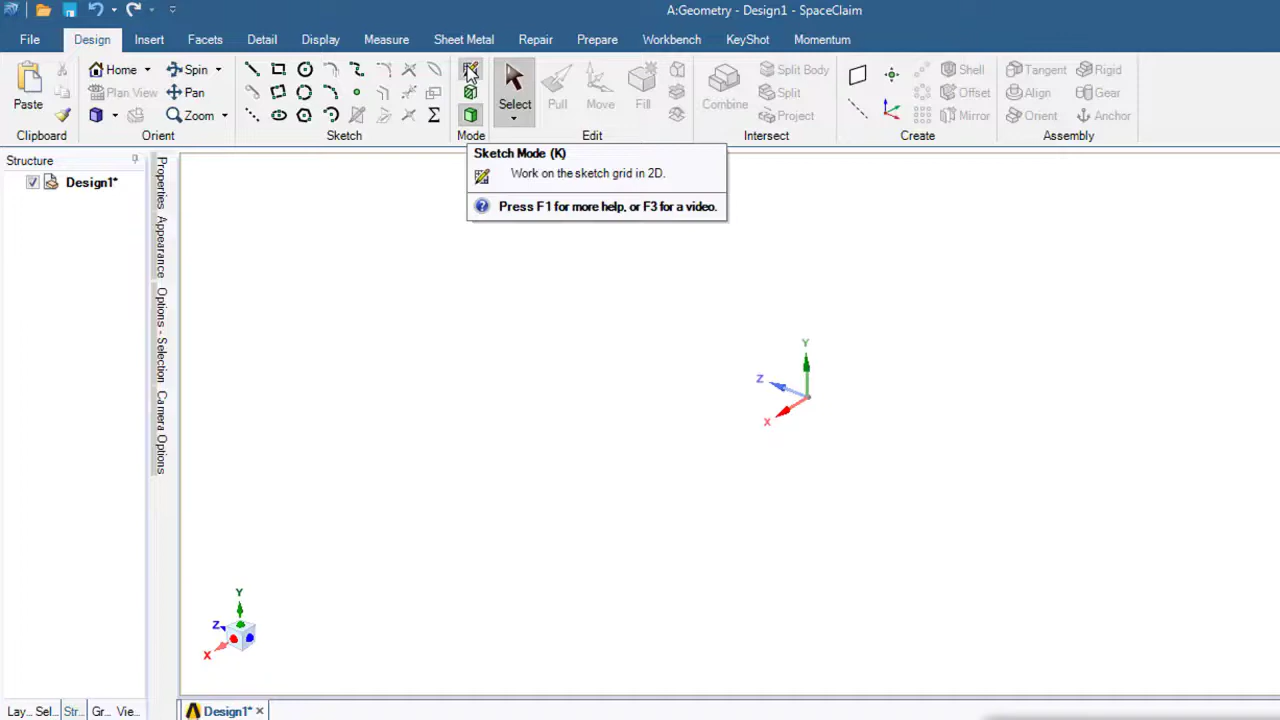 A:Geometry - Design1 - SpaceClaim
File Design Insert Facets Detail Display Measure Sheet Metal Repair Prepare Workbench KeyShot Momentum
Home Spin Split Body Shell Tangent Rigid
Plan View Pan Split Offset Align Gear
Paste Zoom Select Pull Move Fill Combine Project Mirror Orient Anchor
Clipboard Orient Sketch Mode Edit Intersect Create Assembly
Structure
Design1*
Sketch Mode (K)
Work on the sketch grid in 2D.
Press F1 for more help, or F3 for a video.
Properties
Appearance
Options - Selection
Camera Options
Y
Z
X
Y
Z
X
Lay... Sel... Str... Gr... Vie...
Design1*